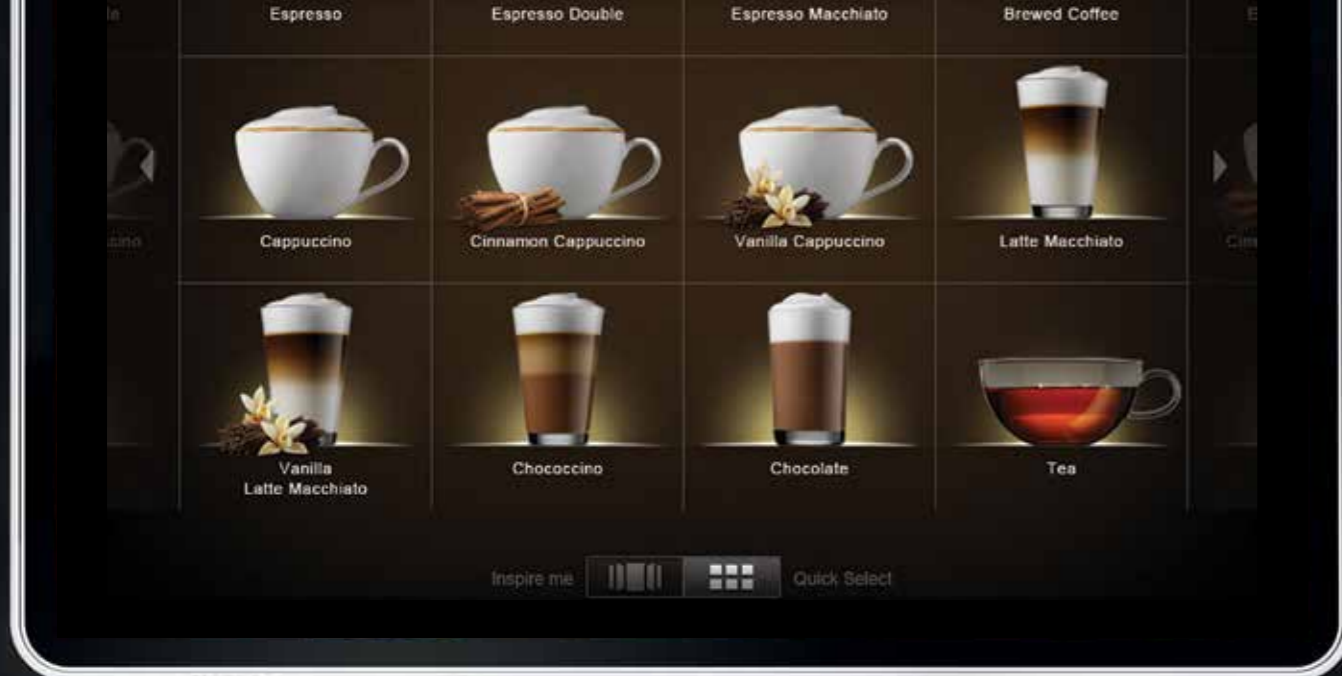 Espresso
Espresso Double
Espresso Macchiato
Brewed Coffee
Cappuccino
Cinnamon Cappuccino
Vanilla Cappuccino
Latte Macchiato
Vanilla
Latte Macchiato
Chococcino
Chocolate
Tea
Inspire me
Quick Select